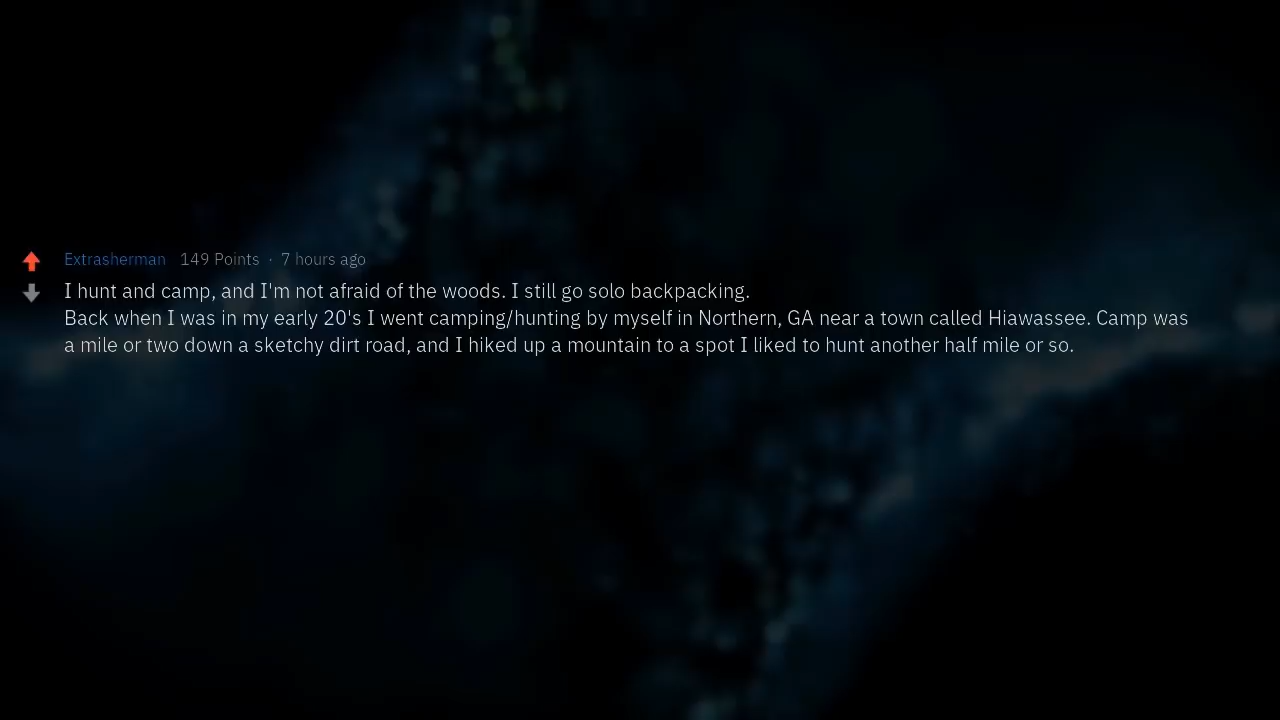 Extrasherman 149 Points · 7 hours ago
I hunt and camp, and I'm not afraid of the woods. I still go solo backpacking.
Back when I was in my early 20's I went camping/hunting by myself in Northern, GA near a town called Hiawassee. Camp was
a mile or two down a sketchy dirt road, and I hiked up a mountain to a spot I liked to hunt another half mile or so.